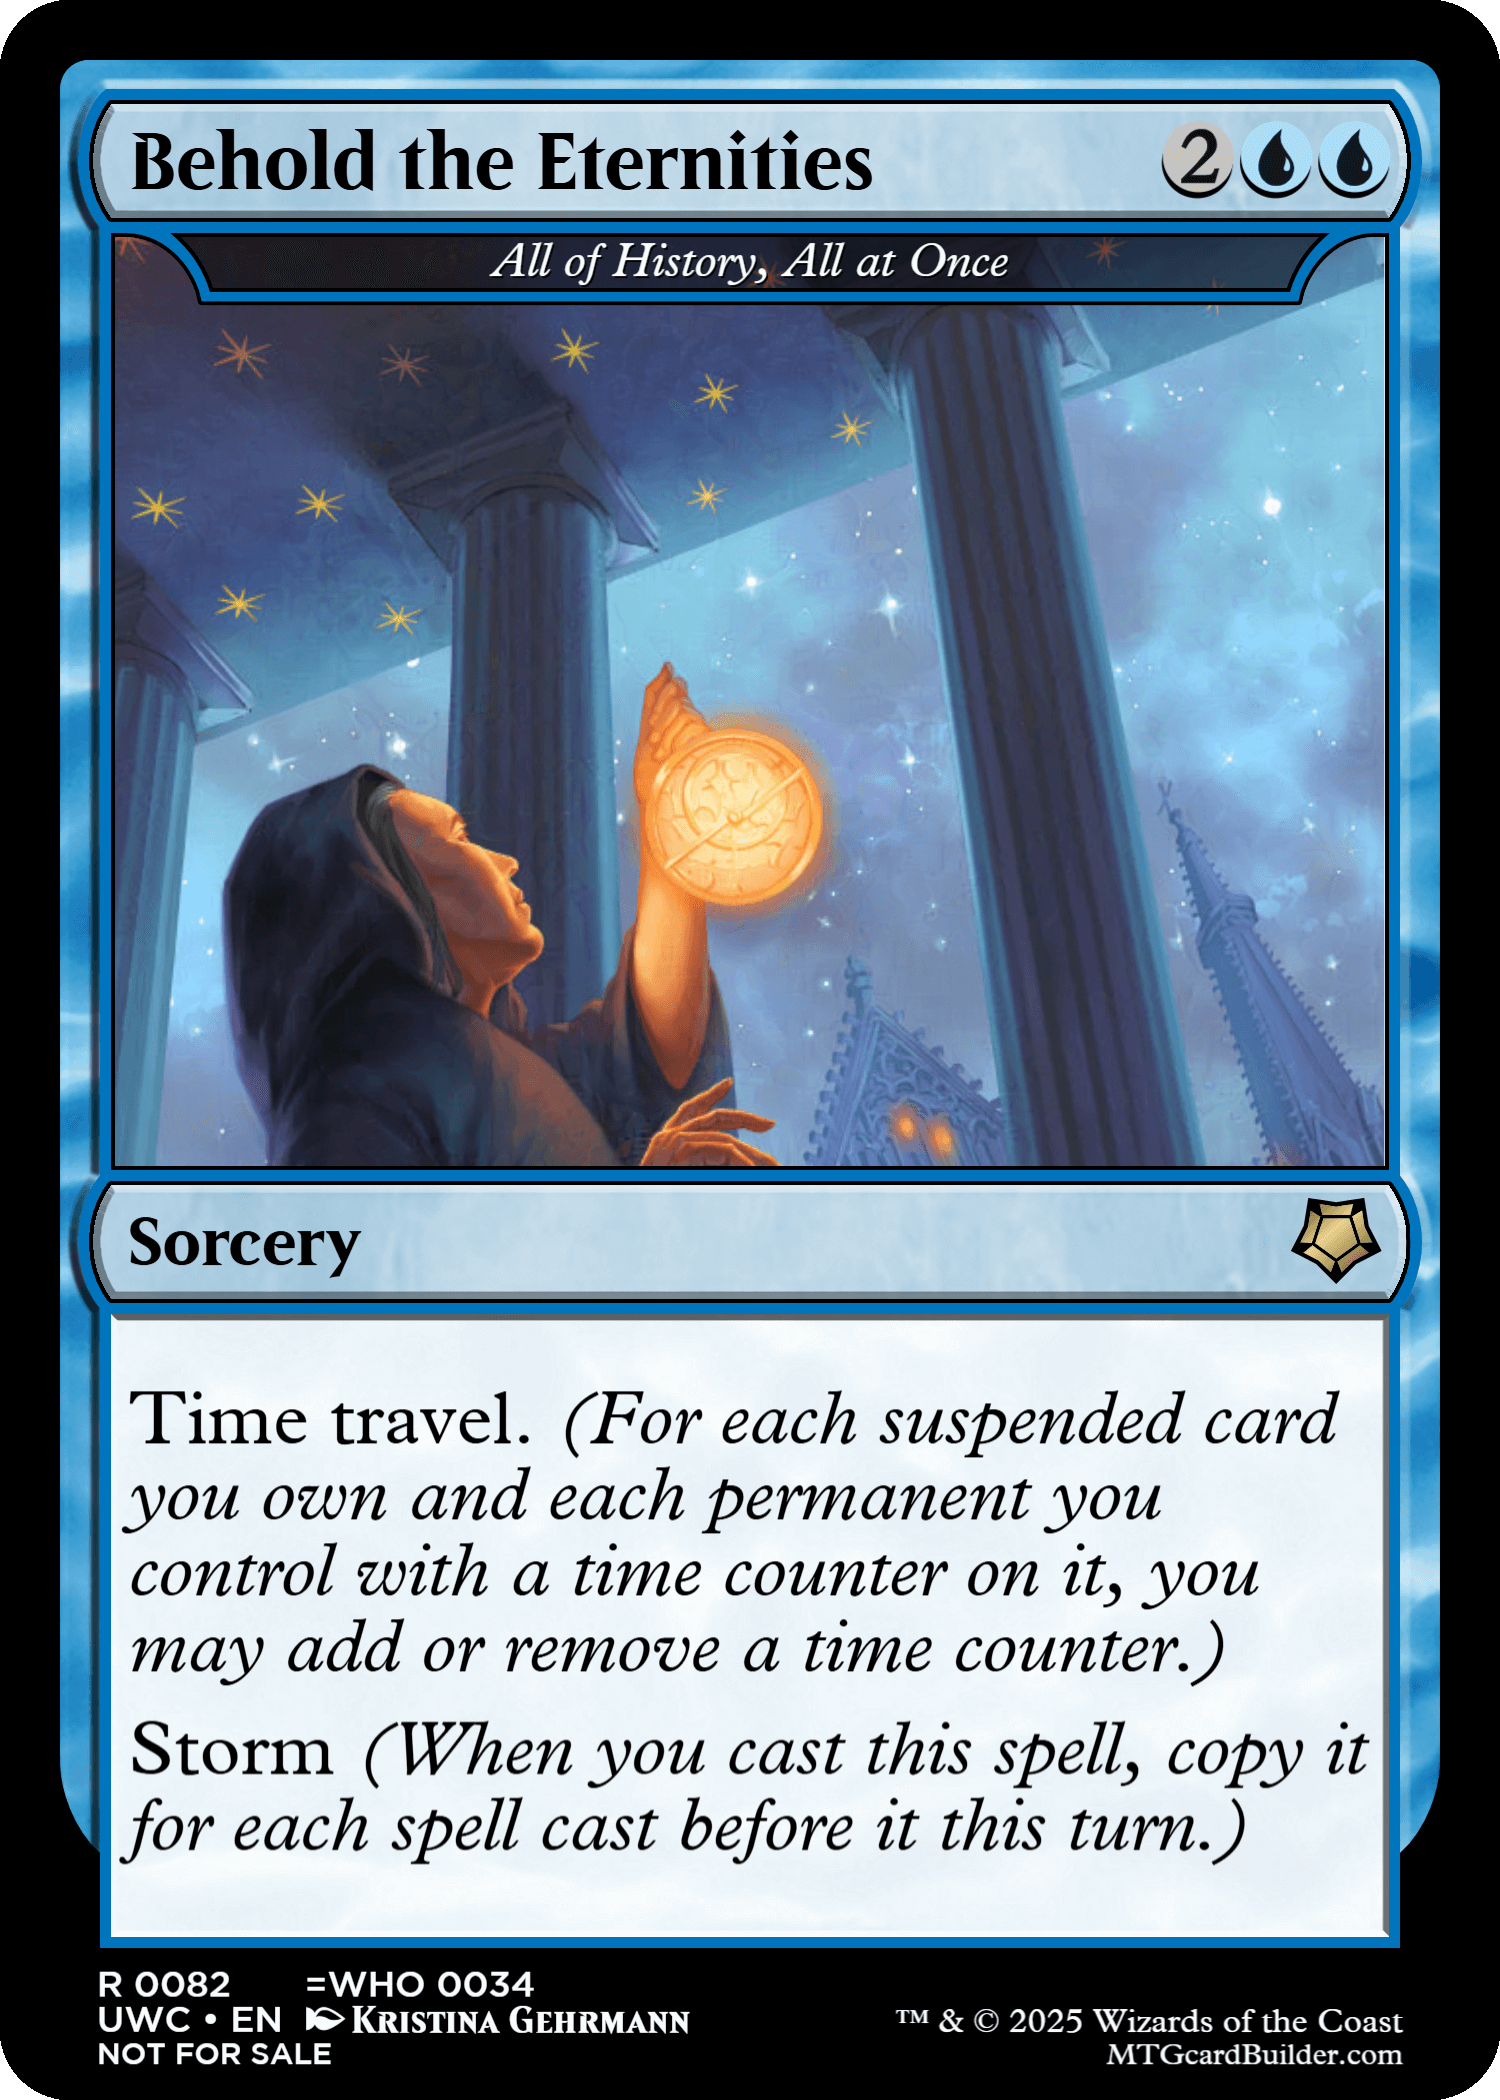 Behold the Eternities 2
All of History, All at Once
Sorcery
Time travel. (For each suspended card
you own and each permanent you
control with a time counter on it, you
may add or remove a time counter.)
Storm (When you cast this spell, copy it
for each spell cast before it this turn.)
R 0082 =WHO 0034
UWC • EN Kristina Gehrmann
NOT FOR SALE
™ & © 2025 Wizards of the Coast
MTGcardBuilder.com